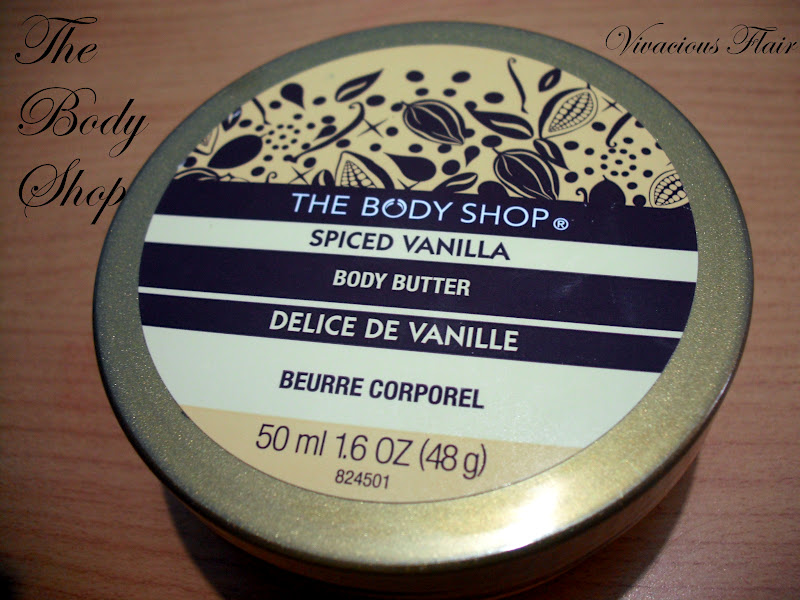 The
Body
Shop
Vivacious Flair
THE BODY SHOP®
SPICED VANILLA
BODY BUTTER
DELICE DE VANILLE
BEURRE CORPOREL
50 ml 1.6 OZ (48 g)
824501